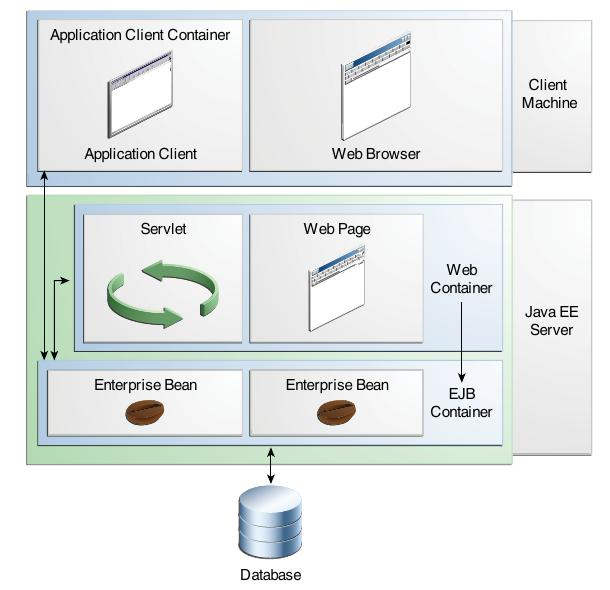 Application Client Container
Application Client
Web Browser
Client
Machine
Servlet
Web Page
Web
Container
Java EE
Server
Enterprise Bean
Enterprise Bean
EJB
Container
Database